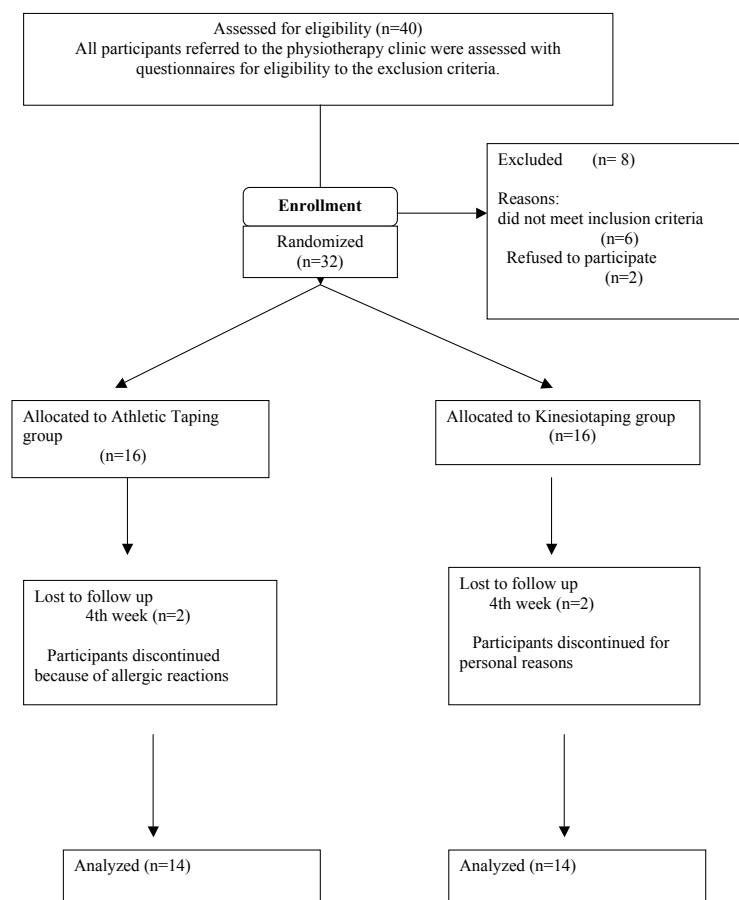 Assessed for eligibility (n=40)
All participants referred to the physiotherapy clinic were assessed with
questionnaires for eligibility to the exclusion criteria.
Excluded (n= 8)
Reasons:
did not meet inclusion criteria
(n=6)
Refused to participate
(n=2)
Enrollment
Randomized
(n=32)
Allocated to Athletic Taping
group
(n=16)
Allocated to Kinesiotaping group
(n=16)
Lost to follow up
4th week (n=2)
Participants discontinued
because of allergic reactions
Lost to follow up
4th week (n=2)
Participants discontinued for
personal reasons
Analyzed (n=14)
Analyzed (n=14)